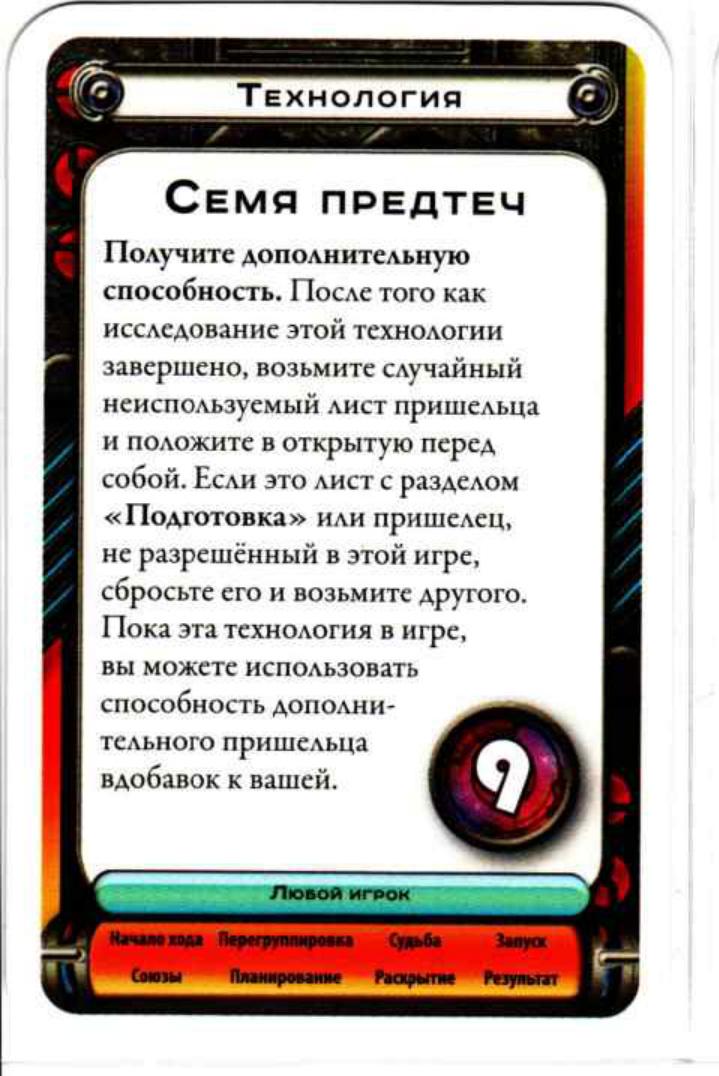 Технология
Семя предтеч
Получите дополнительную
способность. После того как
исследование этой технологии
завершено, возьмите случайный
неиспользуемый лист пришельца
и положите в открытую перед
собой. Если это лист с разделом
«Подготовка» или пришелец,
не разрешённый в этой игре,
сбросьте его и возьмите другого.
Пока эта технология в игре,
вы можете использовать
способность дополни-
тельного пришельца
вдобавок к вашей.
9
Любой игрок
Начало хода Перегруппировка Судьба Запуск
Союзы Планирование Раскрытие Результат